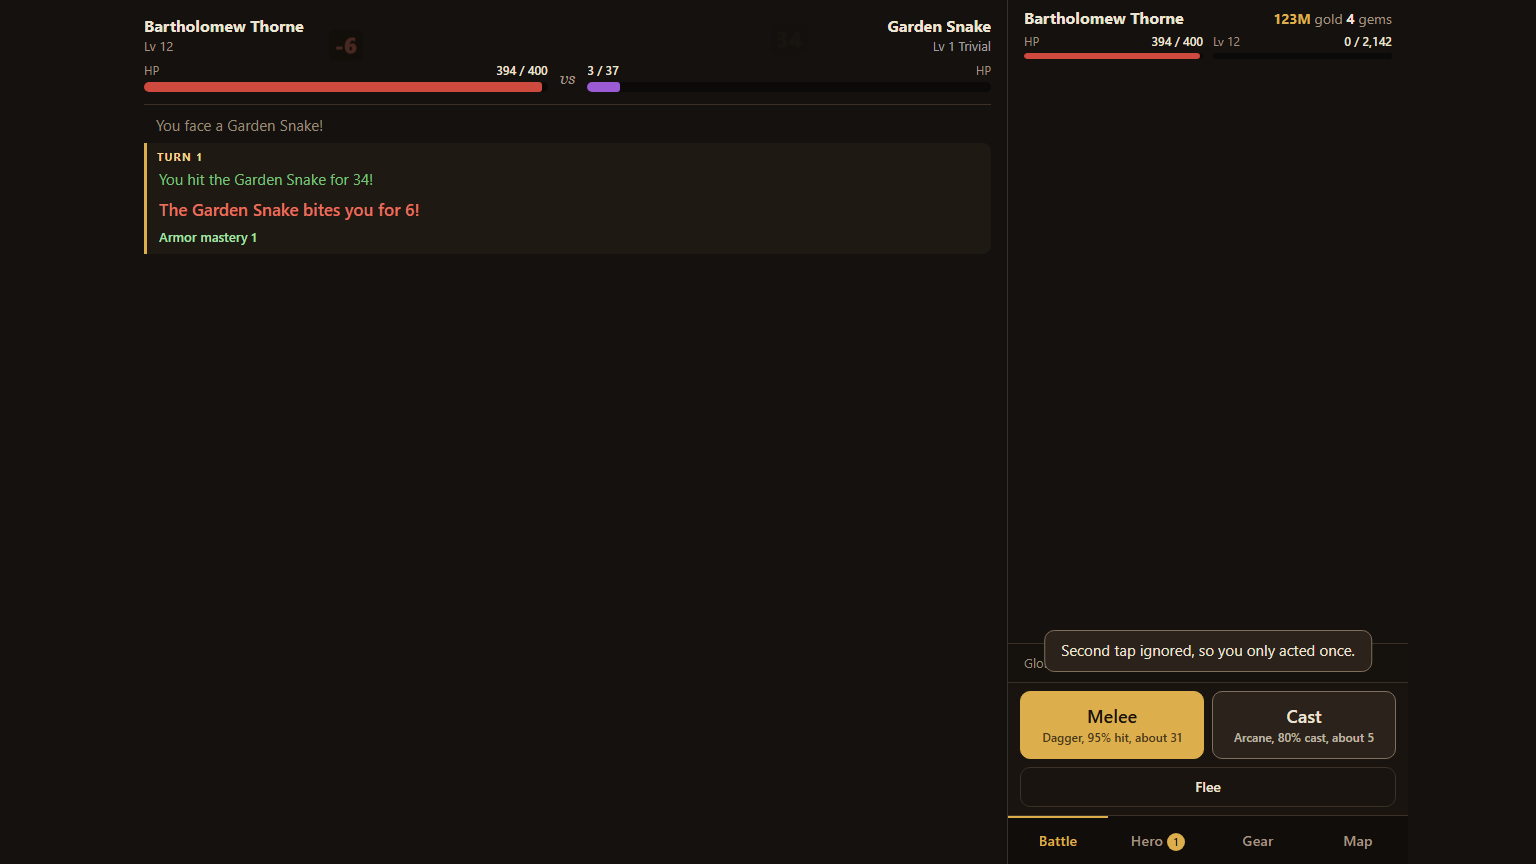 Bartholomew Thorne
Lv 12
-6
34
Garden Snake
Lv 1 Trivial
HP
394 / 400
vs
3 / 37
HP
You face a Garden Snake!
TURN 1
You hit the Garden Snake for 34!
The Garden Snake bites you for 6!
Armor mastery 1
Bartholomew Thorne
123M gold 4 gems
HP
394 / 400
Lv 12
0 / 2,142
Second tap ignored, so you only acted once.
Melee
Dagger, 95% hit, about 31
Cast
Arcane, 80% cast, about 5
Flee
Battle
Hero 1
Gear
Map